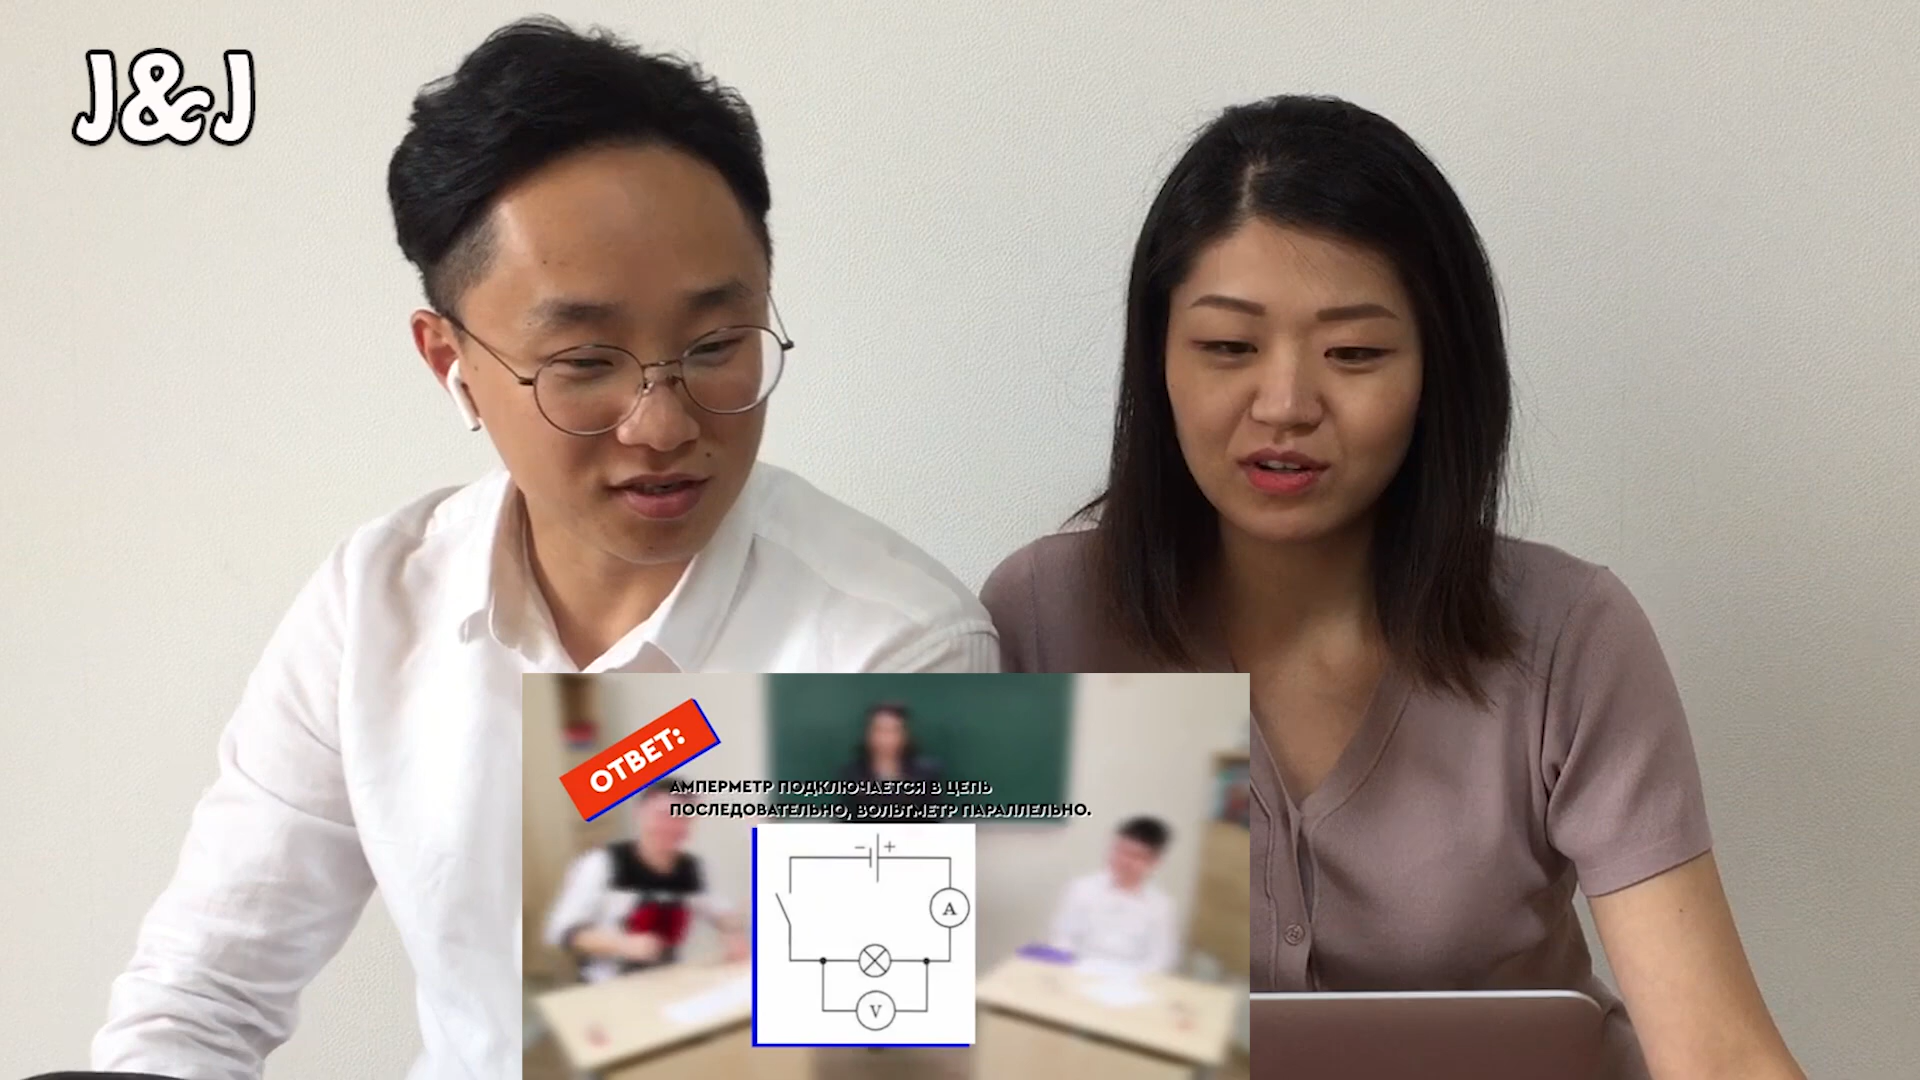 J&J
ОТВЕТ:
АМПЕРМЕТР ПОДКЛЮЧАЕТСЯ В ЦЕПЬ
ПОСЛЕДОВАТЕЛЬНО, ВОЛЬТМЕТР ПАРАЛЛЕЛЬНО.
− +
A
V